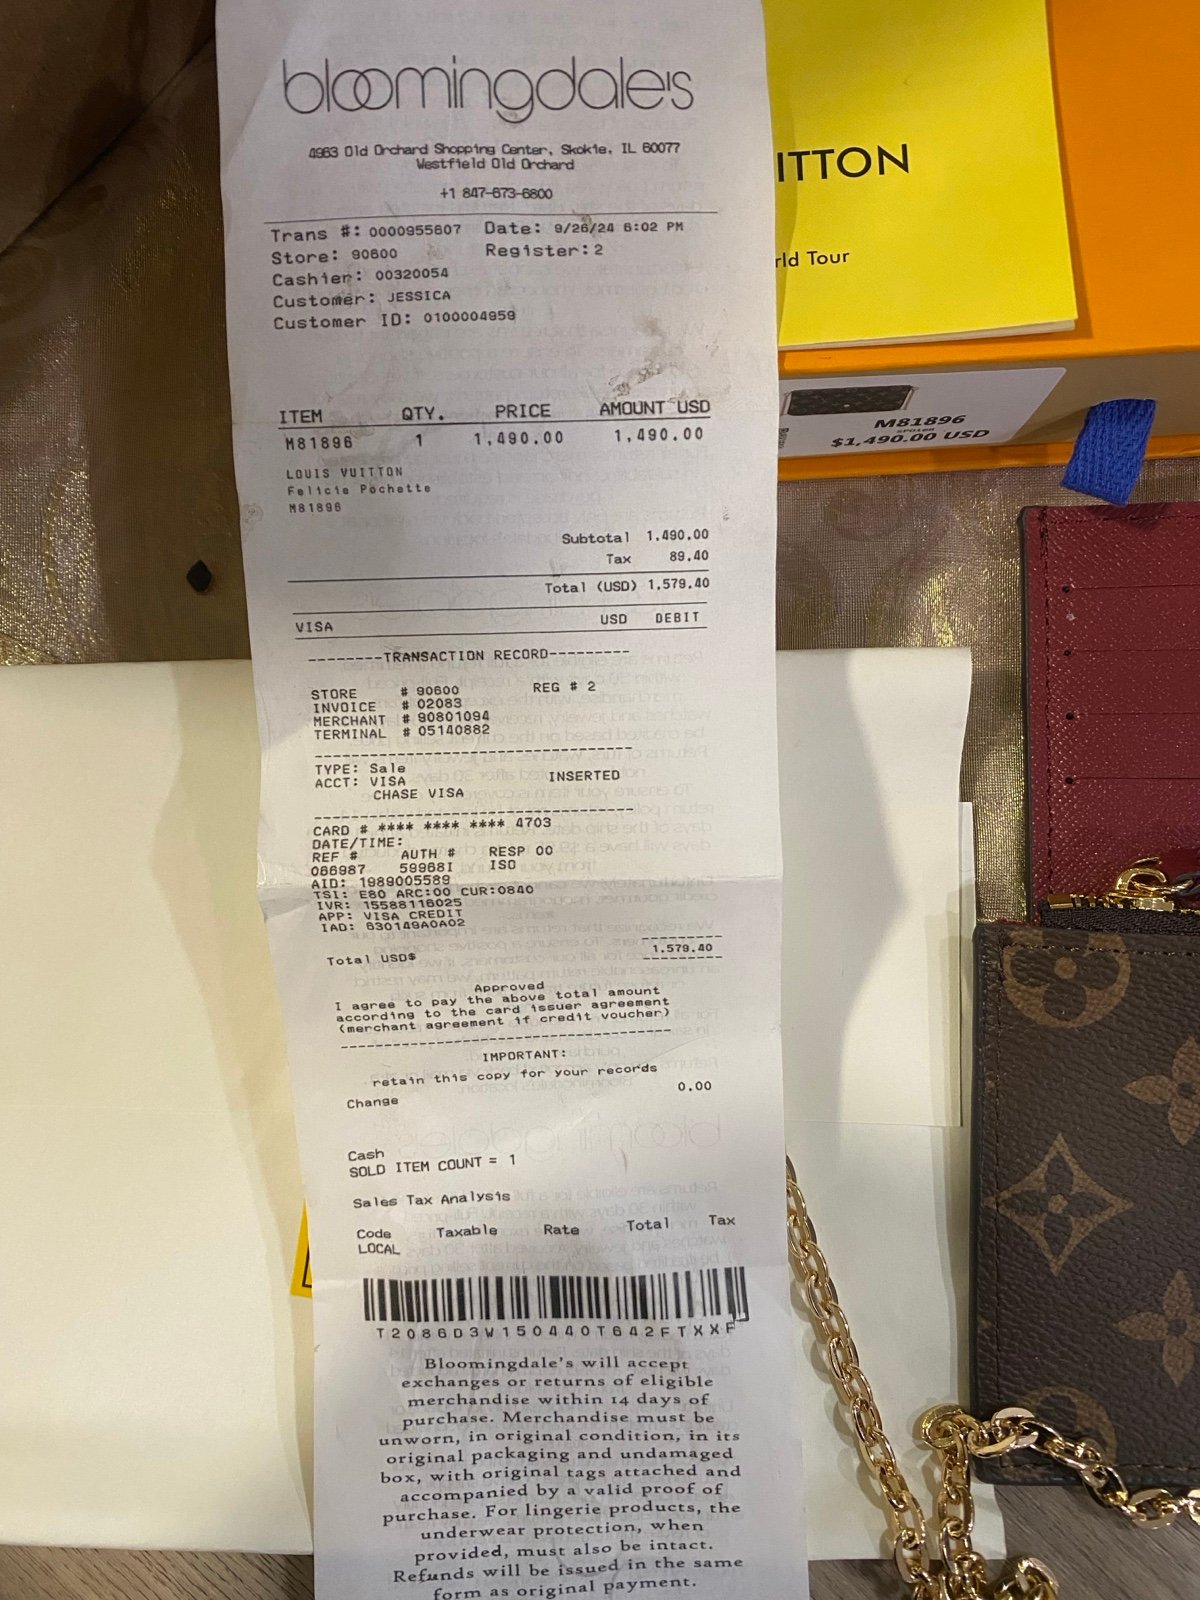 bloomingdale's
4963 Old Orchard Shopping Center, Skokie, IL 60077
Westfield Old Orchard
+1 847-673-6800
Trans #: 0000955607 Date: 9/26/24 6:02 PM
Store: 90600 Register:2
Cashier: 00320054
Customer: JESSICA
Customer ID: 0100004959
ITEM QTY. PRICE AMOUNT USD
M81896 1 1,490.00 1,490.00
LOUIS VUITTON
Felicie Pochette
M81896
Subtotal 1,490.00
Tax 89.40
Total (USD) 1,579.40
VISA USD DEBIT
--------TRANSACTION RECORD---------
STORE # 90600 REG # 2
INVOICE # 02083
MERCHANT # 90801094
TERMINAL # 05140882
TYPE: Sale
ACCT: VISA INSERTED
CHASE VISA
CARD # **** **** **** 4703
DATE/TIME:
REF # AUTH # RESP 00
066987 59968I ISO
AID: 1989005589
TSI: E80 ARC:00 CUR:0840
IVR: 15588116025
APP: VISA CREDIT
IAD: 630149A0A02
Total USD$ 1,579.40
Approved
I agree to pay the above total amount
according to the card issuer agreement
(merchant agreement if credit voucher)
IMPORTANT:
retain this copy for your records
Change 0.00
Cash
SOLD ITEM COUNT = 1
Sales Tax Analysis
Code Taxable Rate Total Tax
LOCAL
T2086D3W150440T642FTXXF
Bloomingdale's will accept
exchanges or returns of eligible
merchandise within 14 days of
purchase. Merchandise must be
unworn, in original condition, in its
original packaging and undamaged
box, with original tags attached and
accompanied by a valid proof of
purchase. For lingerie products, the
underwear protection, when
provided, must also be intact.
Refunds will be issued in the same
form as original payment.
ITTON
rld Tour
M81896
$1,490.00 USD